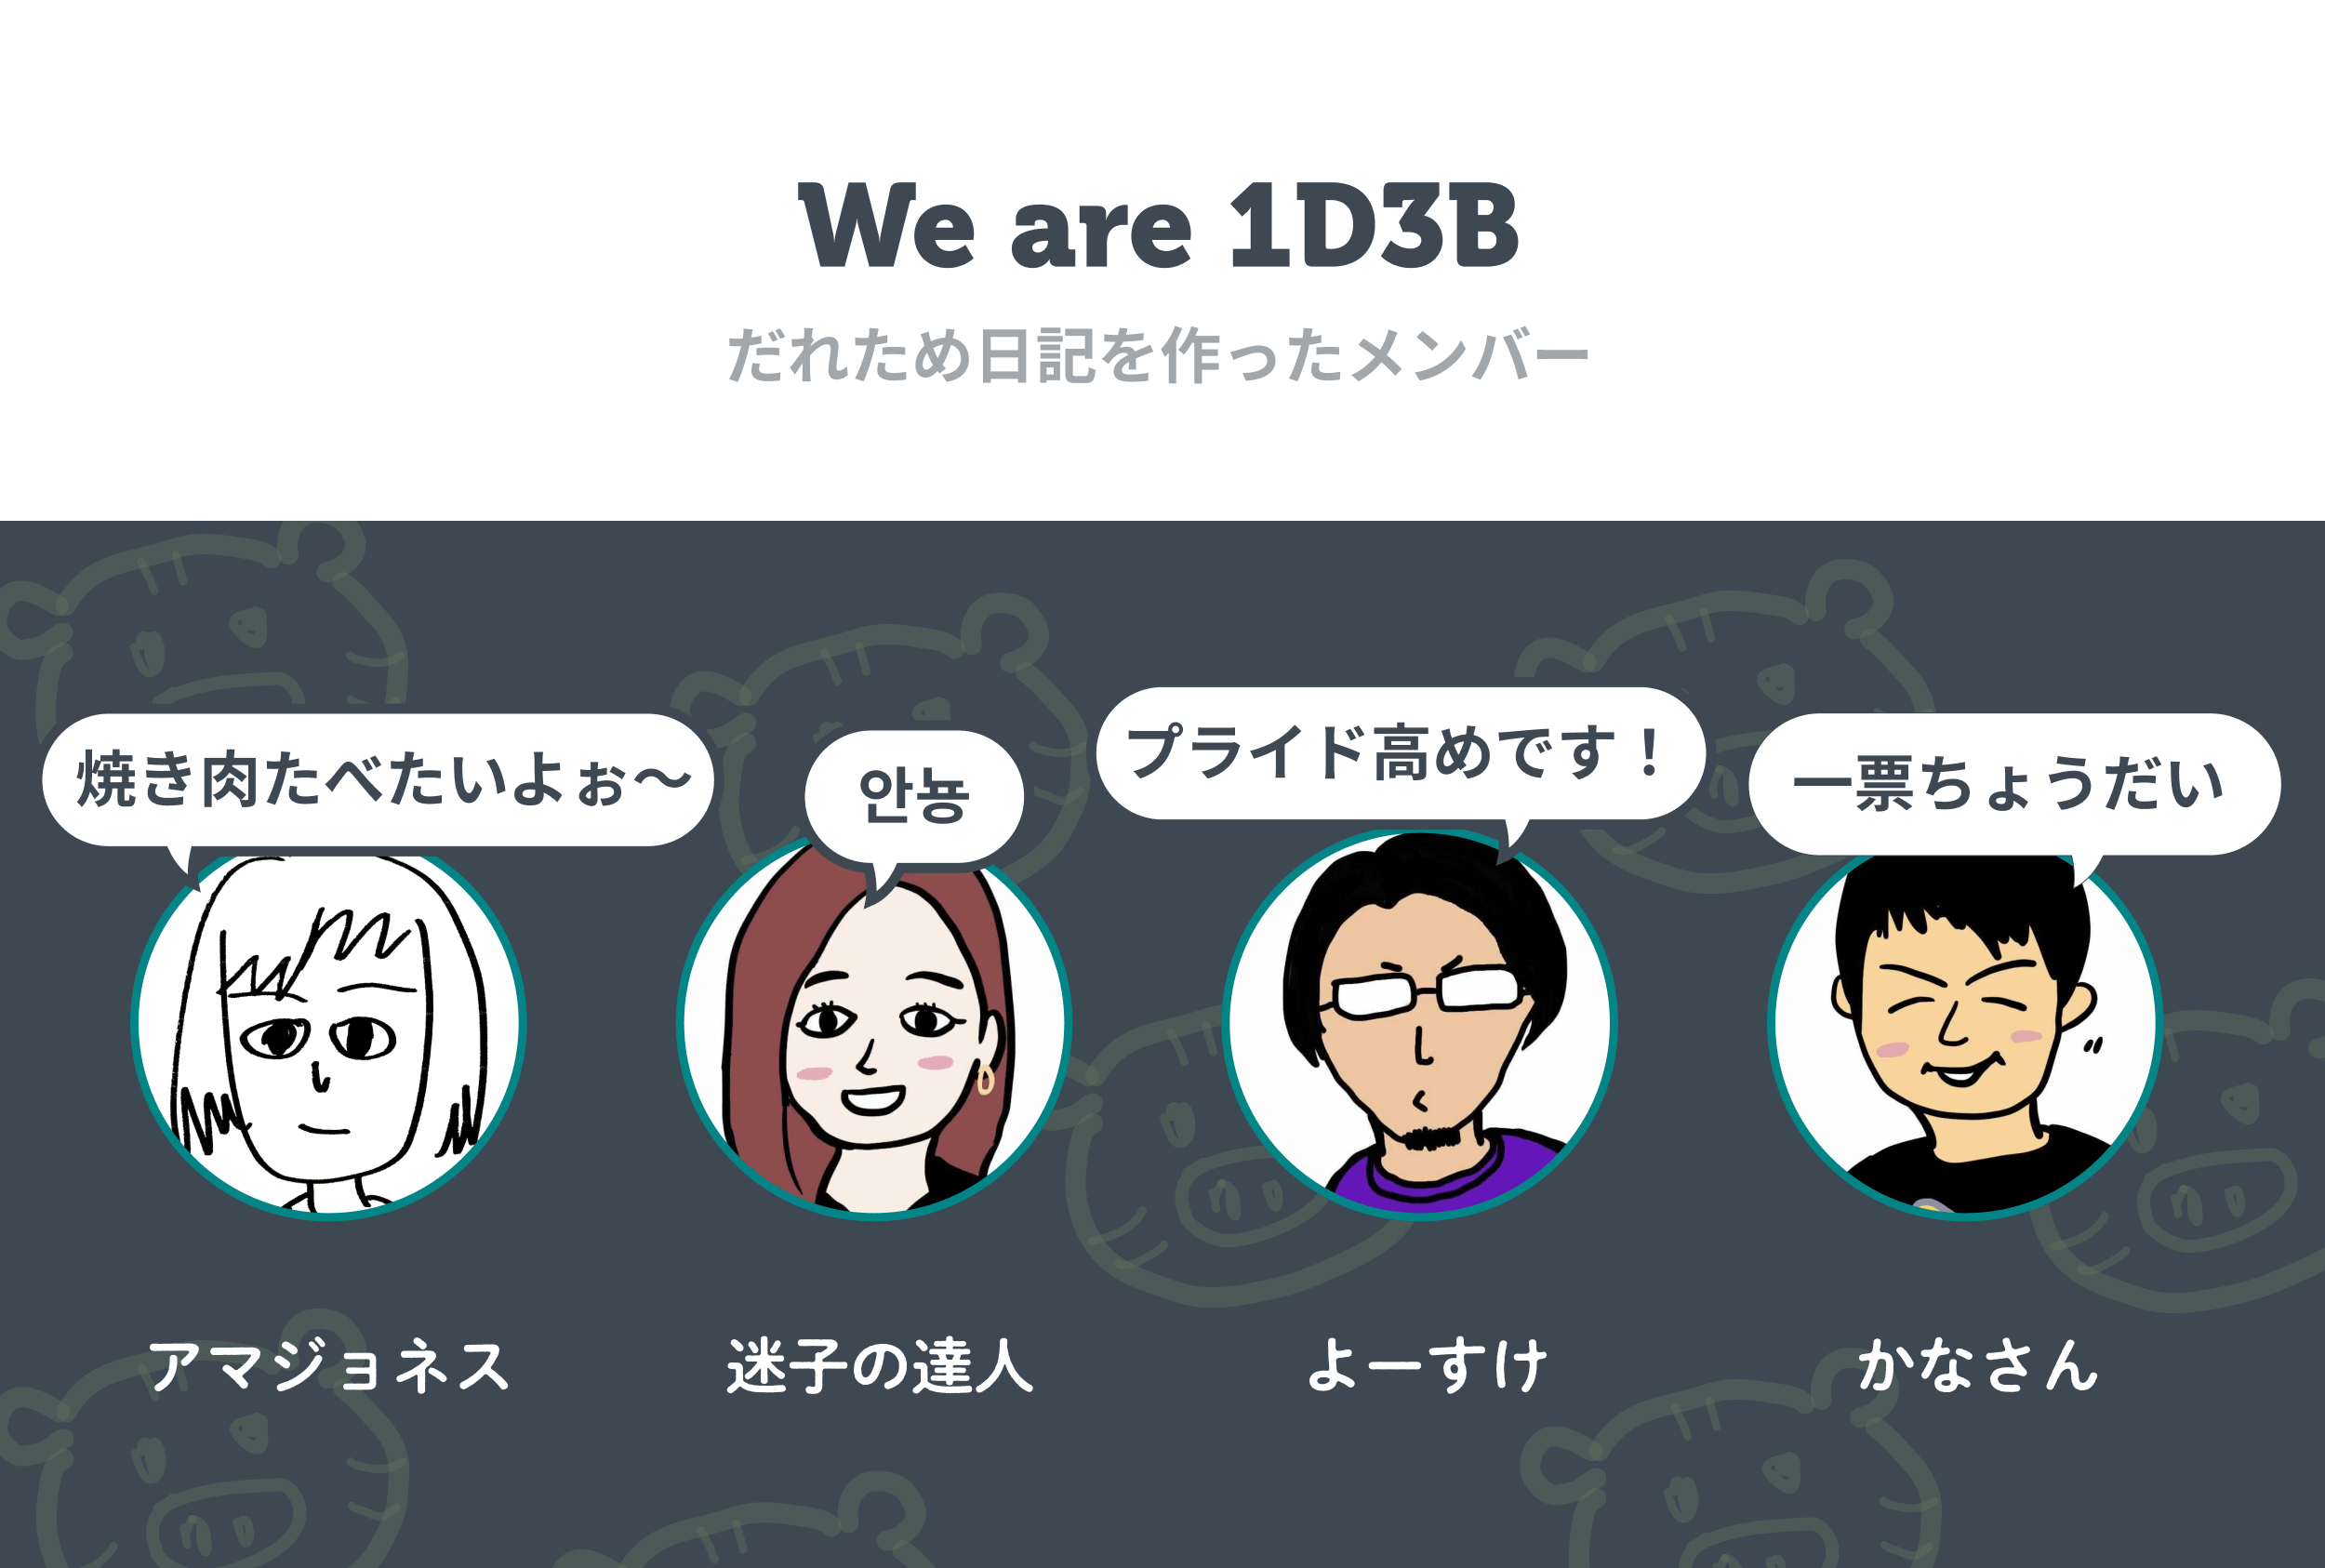 We are 1D3B
だれため日記を作ったメンバー
焼き肉たべたいよぉ〜
안뇽
プライド高めです！
一票ちょうだい
アマジョネス
迷子の達人
よーすけ
かなさん